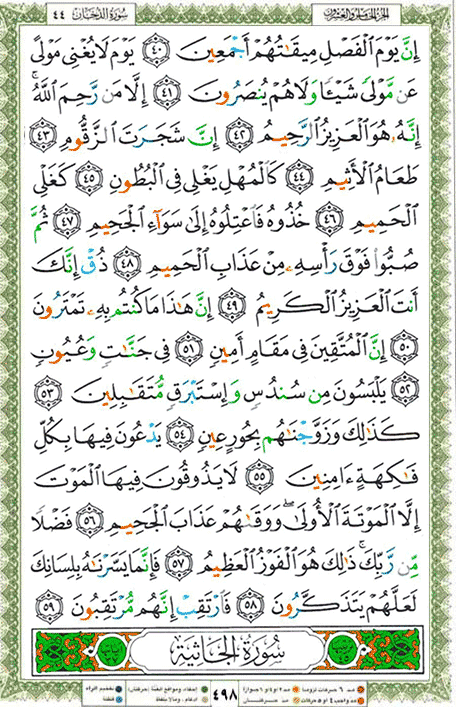 الجزء الخامس والعشرون سورة الدخان ٤٤
إِنَّ يَوْمَ ٱلْفَصْلِ مِيقَـٰتُهُمْ أَجْمَعِينَ ٤٠ يَوْمَ لَا يُغْنِى مَوْلًى
عَن مَّوْلًى شَيْـًٔا وَلَا هُمْ يُنصَرُونَ ٤١ إِلَّا مَن رَّحِمَ ٱللَّهُ ۚ
إِنَّهُۥ هُوَ ٱلْعَزِيزُ ٱلرَّحِيمُ ٤٢ إِنَّ شَجَرَتَ ٱلزَّقُّومِ ٤٣
طَعَامُ ٱلْأَثِيمِ ٤٤ كَٱلْمُهْلِ يَغْلِى فِى ٱلْبُطُونِ ٤٥ كَغَلْىِ
ٱلْحَمِيمِ ٤٦ خُذُوهُ فَٱعْتِلُوهُ إِلَىٰ سَوَآءِ ٱلْجَحِيمِ ٤٧ ثُمَّ
صُبُّوا۟ فَوْقَ رَأْسِهِۦ مِنْ عَذَابِ ٱلْحَمِيمِ ٤٨ ذُقْ إِنَّكَ
أَنتَ ٱلْعَزِيزُ ٱلْكَرِيمُ ٤٩ إِنَّ هَـٰذَا مَا كُنتُم بِهِۦ تَمْتَرُونَ
٥٠ إِنَّ ٱلْمُتَّقِينَ فِى مَقَامٍ أَمِينٍ ٥١ فِى جَنَّـٰتٍ وَعُيُونٍ
٥٢ يَلْبَسُونَ مِن سُندُسٍ وَإِسْتَبْرَقٍ مُّتَقَـٰبِلِينَ ٥٣
كَذَٰلِكَ وَزَوَّجْنَـٰهُم بِحُورٍ عِينٍ ٥٤ يَدْعُونَ فِيهَا بِكُلِّ
فَـٰكِهَةٍ ءَامِنِينَ ٥٥ لَا يَذُوقُونَ فِيهَا ٱلْمَوْتَ
إِلَّا ٱلْمَوْتَةَ ٱلْأُولَىٰ ۖ وَوَقَىٰهُمْ عَذَابَ ٱلْجَحِيمِ ٥٦ فَضْلًا
مِّن رَّبِّكَ ۚ ذَٰلِكَ هُوَ ٱلْفَوْزُ ٱلْعَظِيمُ ٥٧ فَإِنَّمَا يَسَّرْنَـٰهُ بِلِسَانِكَ
لَعَلَّهُمْ يَتَذَكَّرُونَ ٥٨ فَٱرْتَقِبْ إِنَّهُم مُّرْتَقِبُونَ ٥٩
سُورَةُ الجَاثِيَةِ
٤٩٨